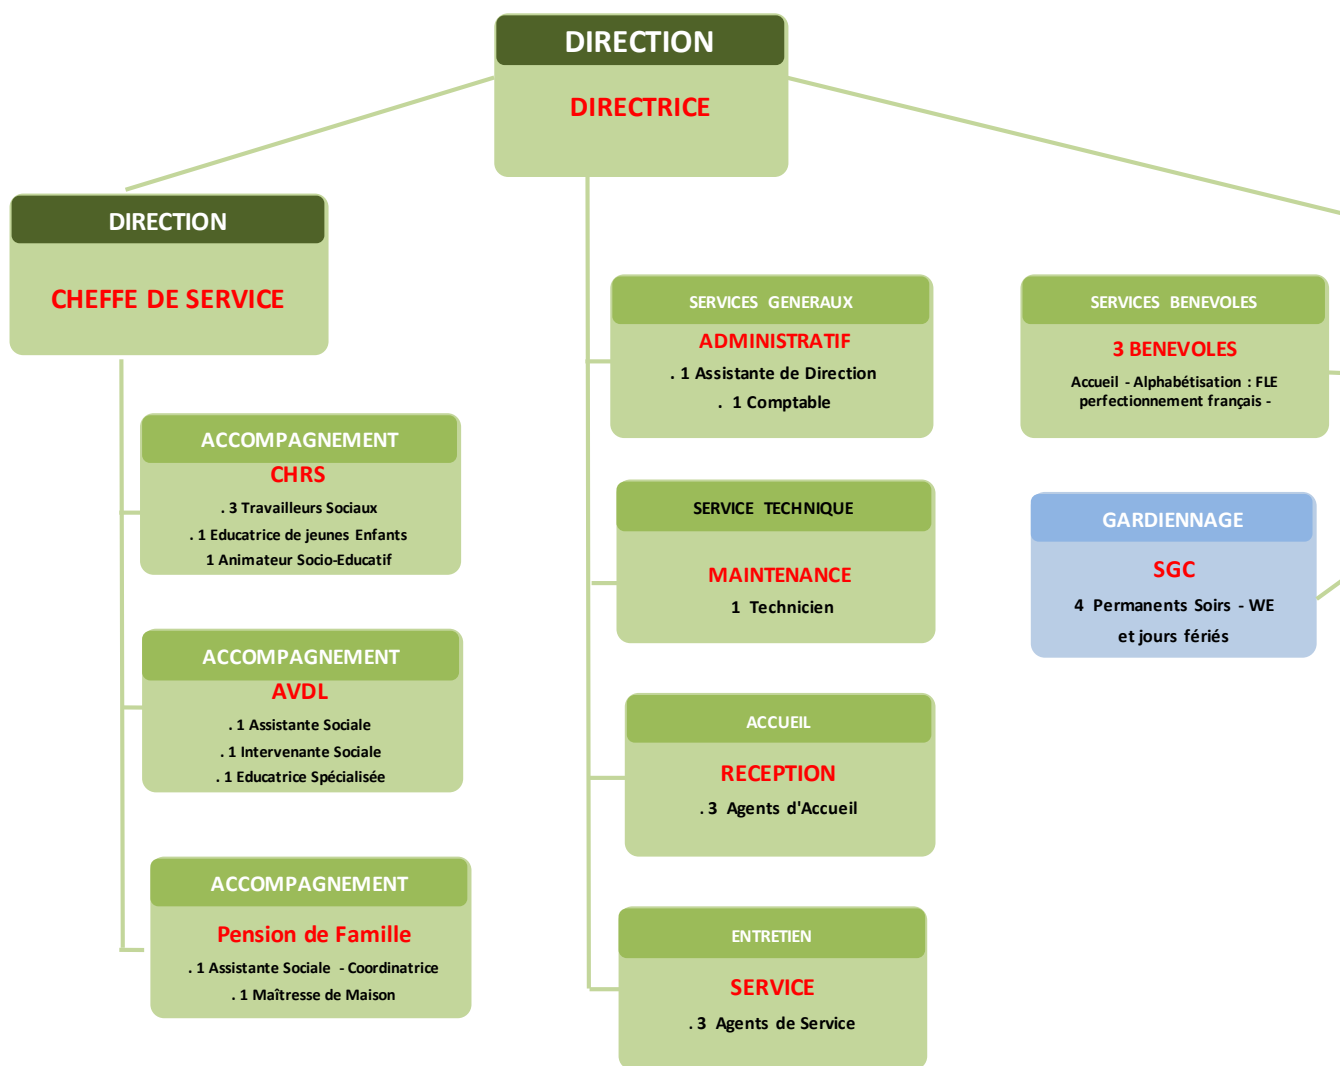 DIRECTION
DIRECTRICE
DIRECTION
CHEFFE DE SERVICE
ACCOMPAGNEMENT
CHRS
. 3 Travailleurs Sociaux
. 1 Educatrice de jeunes Enfants
1 Animateur Socio-Educatif
ACCOMPAGNEMENT
AVDL
. 1 Assistante Sociale
. 1 Intervenante Sociale
. 1 Educatrice Spécialisée
ACCOMPAGNEMENT
Pension de Famille
. 1 Assistante Sociale - Coordinatrice
. 1 Maîtresse de Maison
SERVICES GENERAUX
ADMINISTRATIF
. 1 Assistante de Direction
. 1 Comptable
SERVICE TECHNIQUE
MAINTENANCE
1 Technicien
ACCUEIL
RECEPTION
. 3 Agents d'Accueil
ENTRETIEN
SERVICE
. 3 Agents de Service
SERVICES BENEVOLES
3 BENEVOLES
Accueil - Alphabétisation : FLE
perfectionnement français -
GARDIENNAGE
SGC
4 Permanents Soirs - WE
et jours fériés